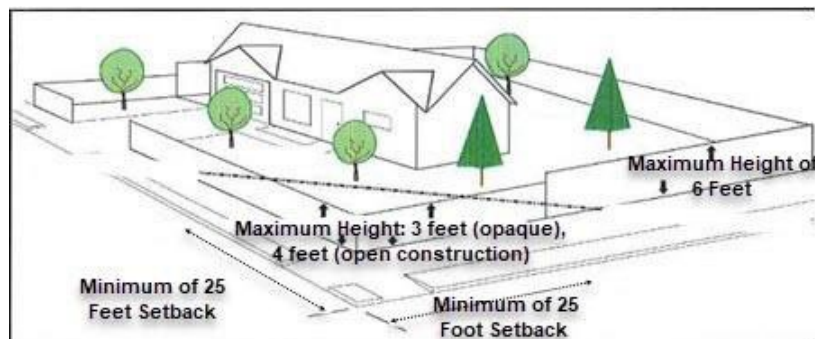 Maximum Height of
6 Feet
Maximum Height: 3 feet (opaque),
4 feet (open construction)
Minimum of 25
Feet Setback
Minimum of 25
Foot Setback